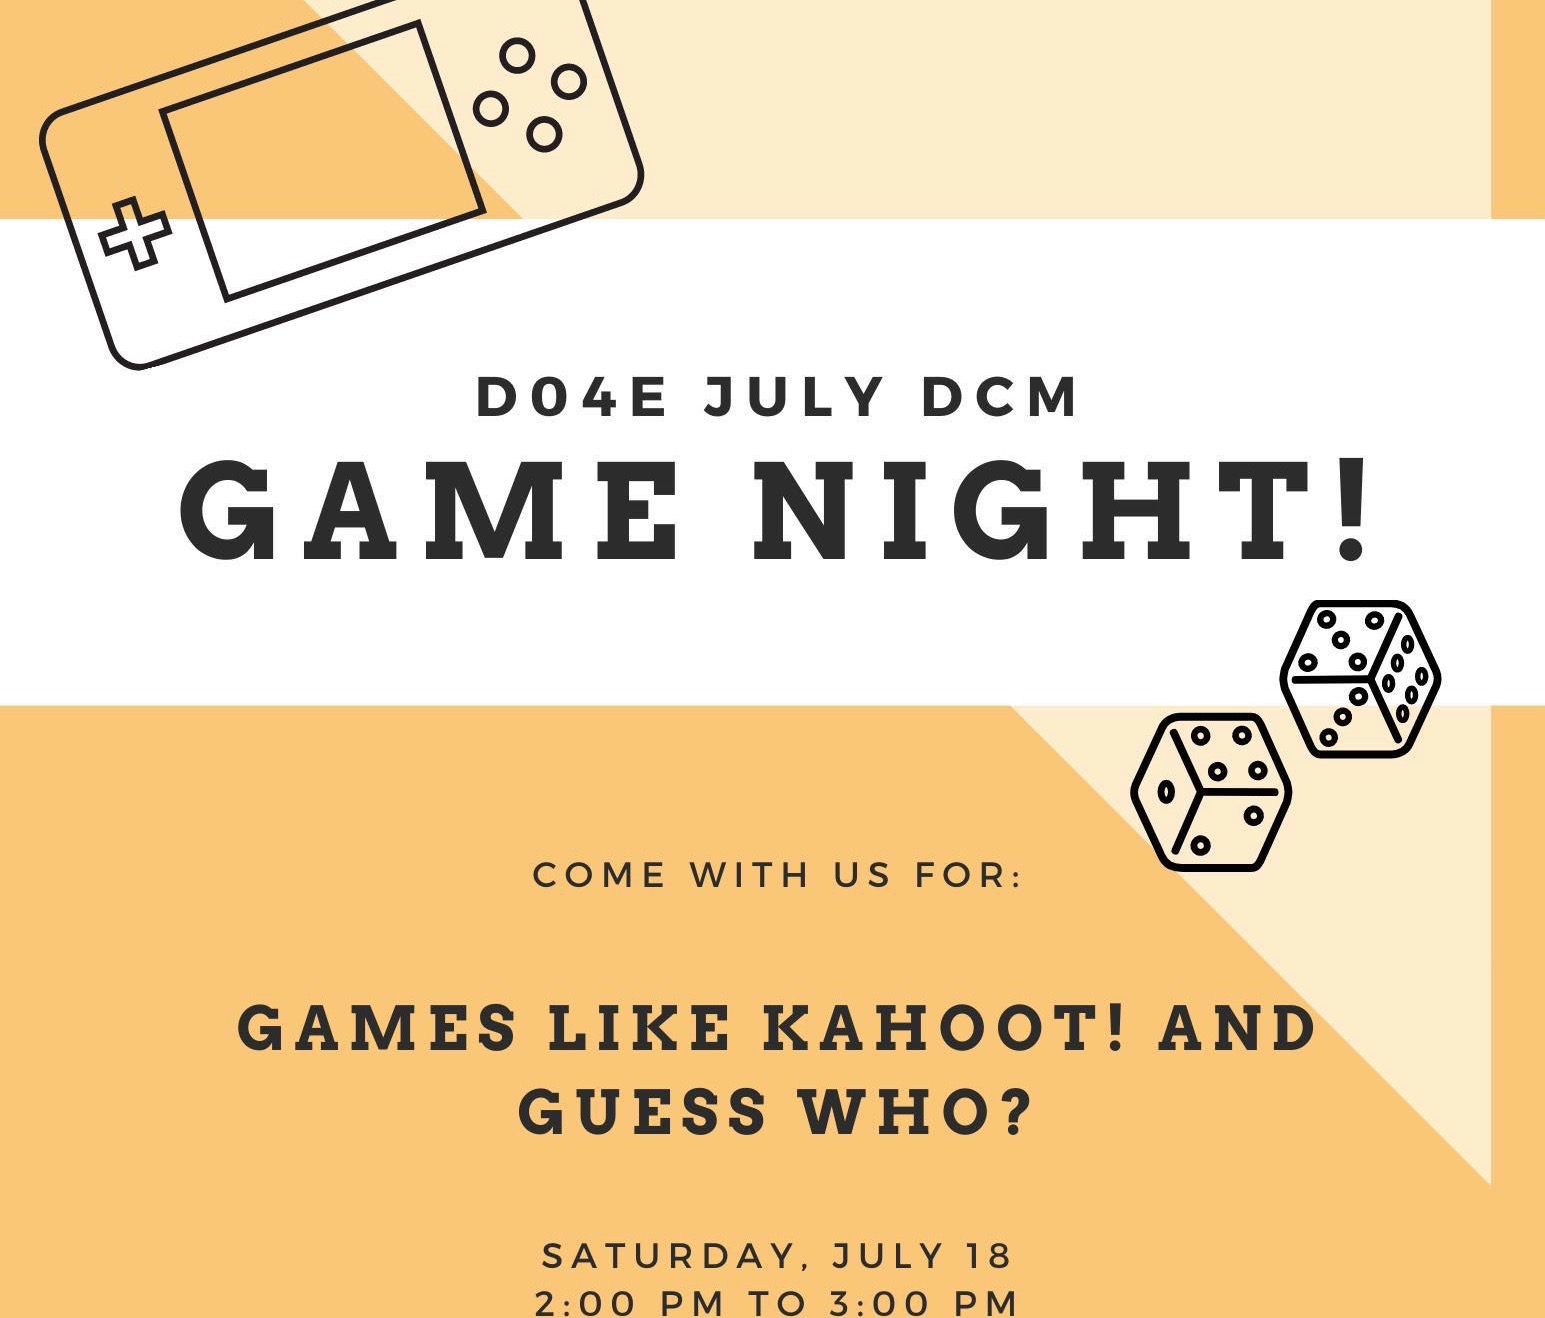 D04E JULY DCM
GAME NIGHT!
COME WITH US FOR:
GAMES LIKE KAHOOT! AND
GUESS WHO?
SATURDAY, JULY 18
2:00 PM TO 3:00 PM